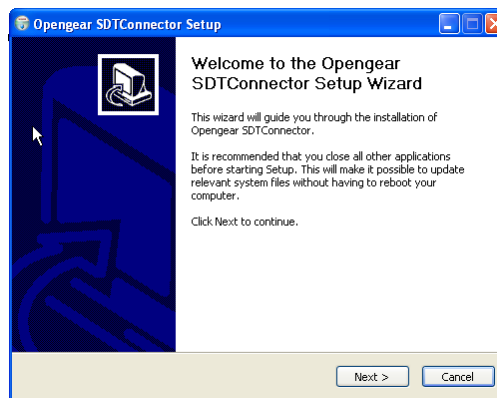 Opengear SDTConnector Setup
Welcome to the Opengear
SDTConnector Setup Wizard
This wizard will guide you through the installation of
Opengear SDTConnector.
It is recommended that you close all other applications
before starting Setup. This will make it possible to update
relevant system files without having to reboot your
computer.
Click Next to continue.
Next >
Cancel